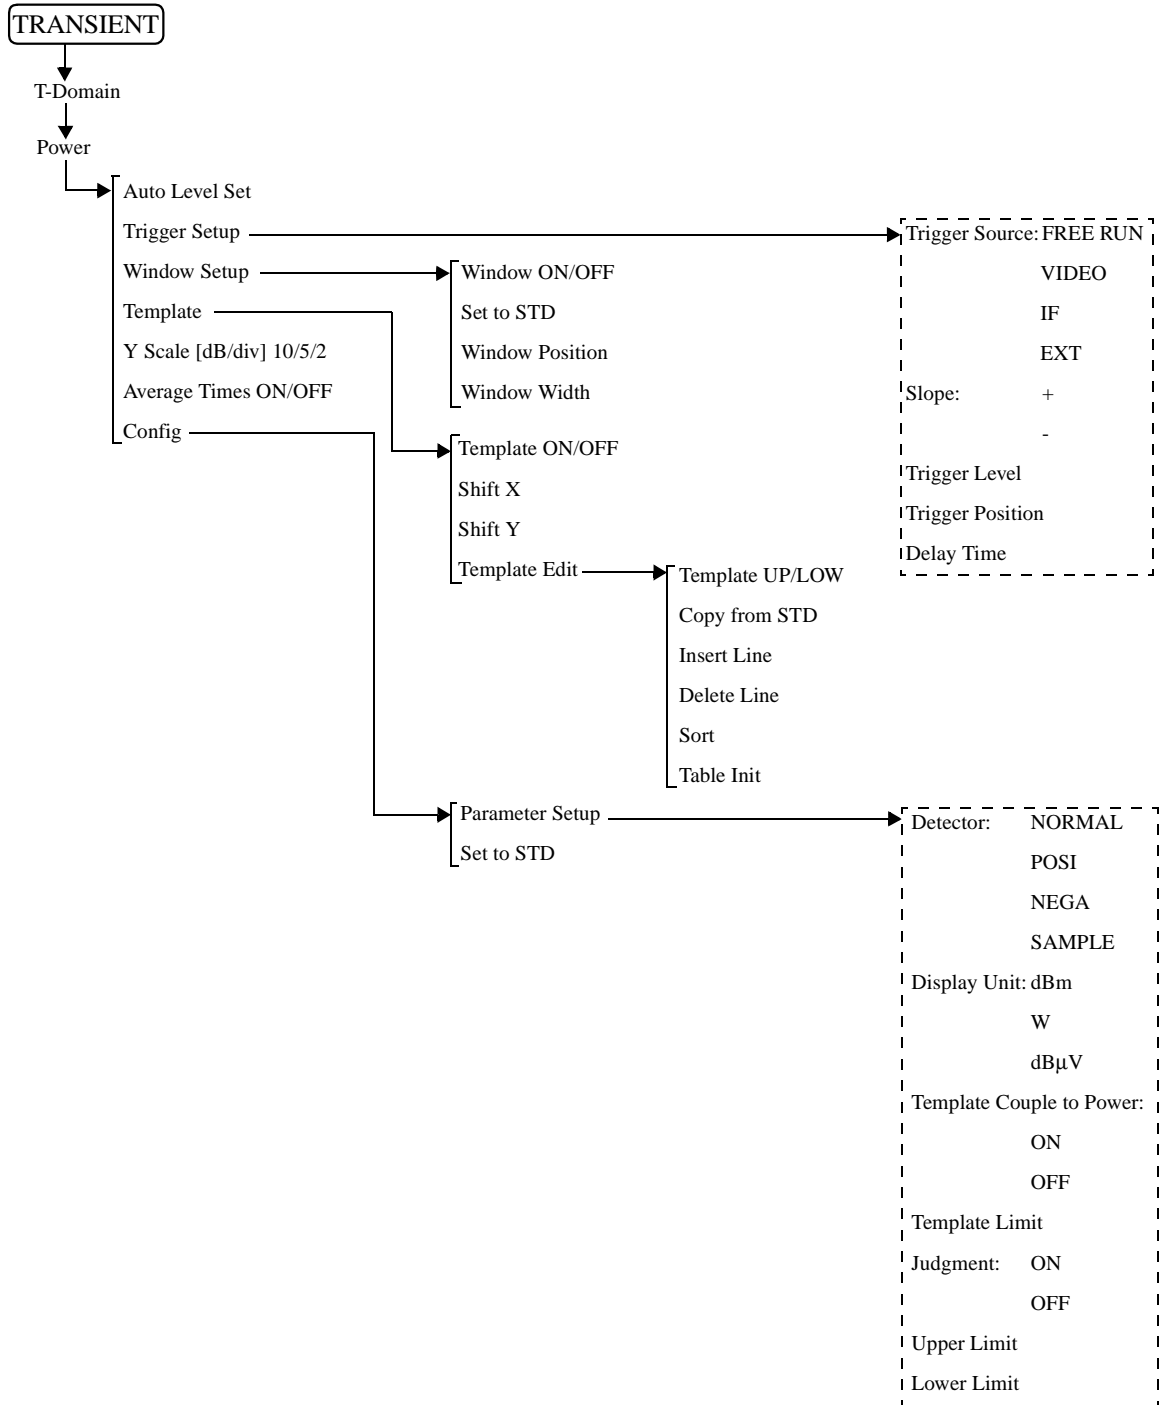 TRANSIENT
T-Domain
Power
Auto Level Set
Trigger Setup
Window Setup
Template
Y Scale [dB/div] 10/5/2
Average Times ON/OFF
Config
Window ON/OFF
Set to STD
Window Position
Window Width
Template ON/OFF
Shift X
Shift Y
Template Edit
Template UP/LOW
Copy from STD
Insert Line
Delete Line
Sort
Table Init
Trigger Source: FREE RUN
VIDEO
IF
EXT
Slope: +
-
Trigger Level
Trigger Position
Delay Time
Parameter Setup
Set to STD
Detector: NORMAL
POSI
NEGA
SAMPLE
Display Unit: dBm
W
dBµV
Template Couple to Power:
ON
OFF
Template Limit
Judgment: ON
OFF
Upper Limit
Lower Limit